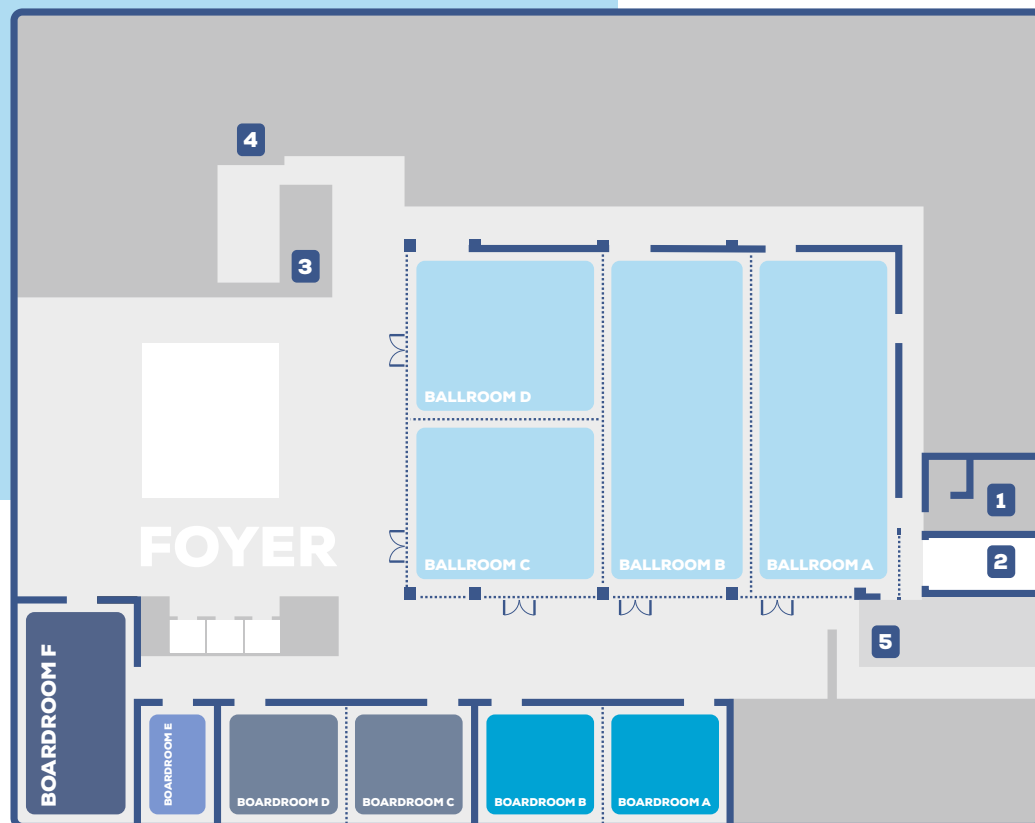 4
3
BALLROOM D
1
FOYER
BALLROOM C
BALLROOM B
BALLROOM A
2
5
BOARDROOM F
BOARDROOM E
BOARDROOM D
BOARDROOM C
BOARDROOM B
BOARDROOM A